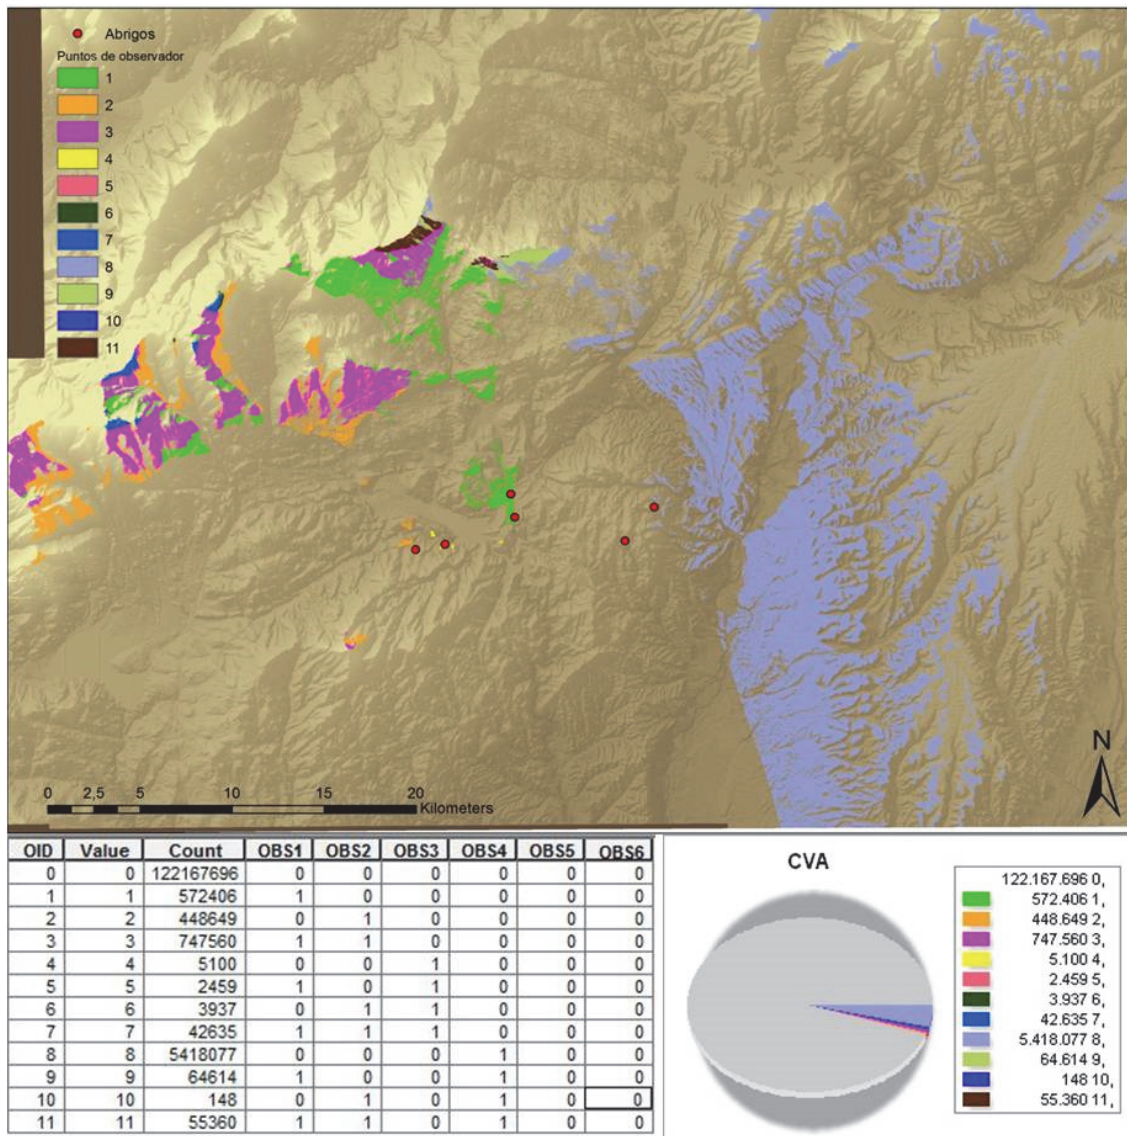 Abrigos
Puntos de observador
1
2
3
4
5
6
7
8
9
10
11
N
0 2,5 5 10 15 20
Kilometers
OID Value Count OBS1 OBS2 OBS3 OBS4 OBS5 OBS6
0 0 122167696 0 0 0 0 0 0
1 1 572406 1 0 0 0 0 0
2 2 448649 0 1 0 0 0 0
3 3 747560 1 1 0 0 0 0
4 4 5100 0 0 1 0 0 0
5 5 2459 1 0 1 0 0 0
6 6 3937 0 1 1 0 0 0
7 7 42635 1 1 1 0 0 0
8 8 5418077 0 0 0 1 0 0
9 9 64614 1 0 0 1 0 0
10 10 148 0 1 0 1 0 0
11 11 55360 1 1 0 1 0 0
CVA
122.167.696 0,
572.406 1,
448.649 2,
747.560 3,
5.100 4,
2.459 5,
3.937 6,
42.635 7,
5.418.077 8,
64.614 9,
148 10,
55.360 11,